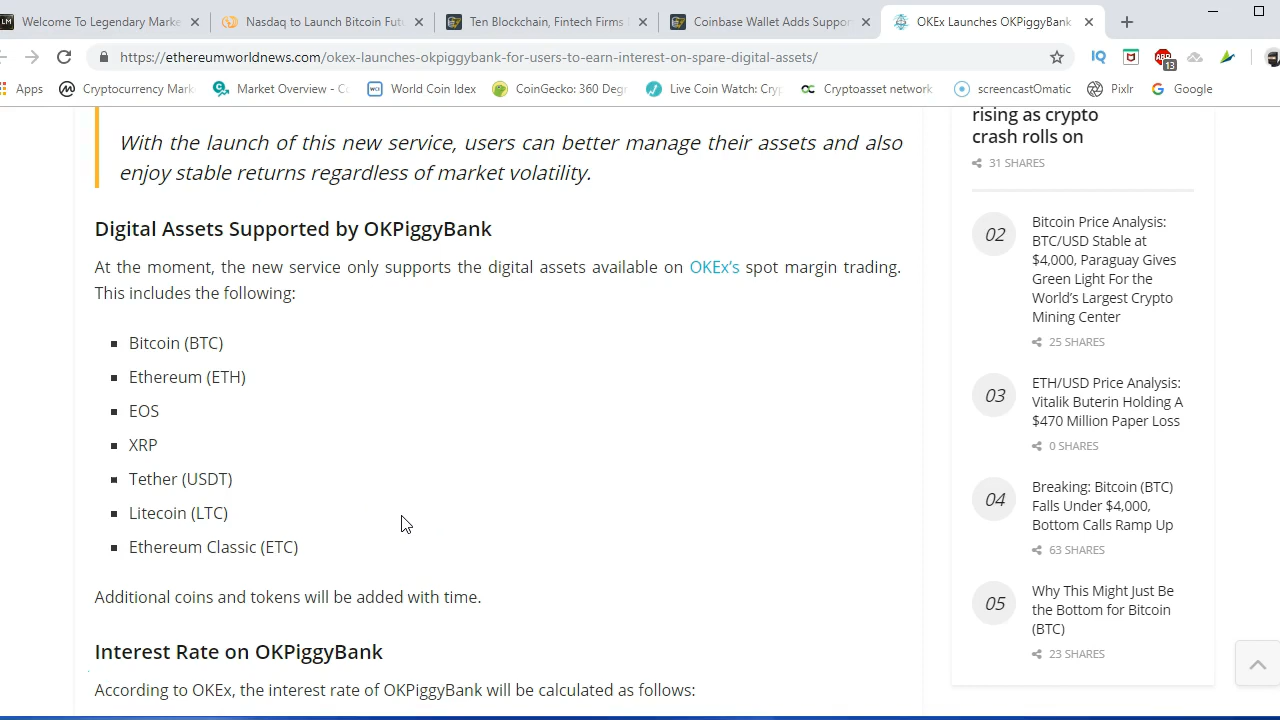 Welcome To Legendary Marke
Nasdaq to Launch Bitcoin Futu
Ten Blockchain, Fintech Firms
Coinbase Wallet Adds Suppor
OKEx Launches OKPiggyBank
https://ethereumworldnews.com/okex-launches-okpiggybank-for-users-to-earn-interest-on-spare-digital-assets/
13
Apps
Cryptocurrency Mark
Market Overview - Co
World Coin Index
CoinGecko: 360 Degr
Live Coin Watch: Cryp
Cryptoasset network
screencastOmatic
Pixlr
Google
With the launch of this new service, users can better manage their assets and also
enjoy stable returns regardless of market volatility.
Digital Assets Supported by OKPiggyBank
At the moment, the new service only supports the digital assets available on OKEx’s spot margin trading.
This includes the following:
Bitcoin (BTC)
Ethereum (ETH)
EOS
XRP
Tether (USDT)
Litecoin (LTC)
Ethereum Classic (ETC)
Additional coins and tokens will be added with time.
Interest Rate on OKPiggyBank
According to OKEx, the interest rate of OKPiggyBank will be calculated as follows:
rising as crypto
crash rolls on
31 SHARES
02
Bitcoin Price Analysis:
BTC/USD Stable at
$4,000, Paraguay Gives
Green Light For the
World’s Largest Crypto
Mining Center
25 SHARES
03
ETH/USD Price Analysis:
Vitalik Buterin Holding A
$470 Million Paper Loss
0 SHARES
04
Breaking: Bitcoin (BTC)
Falls Under $4,000,
Bottom Calls Ramp Up
63 SHARES
05
Why This Might Just Be
the Bottom for Bitcoin
(BTC)
23 SHARES